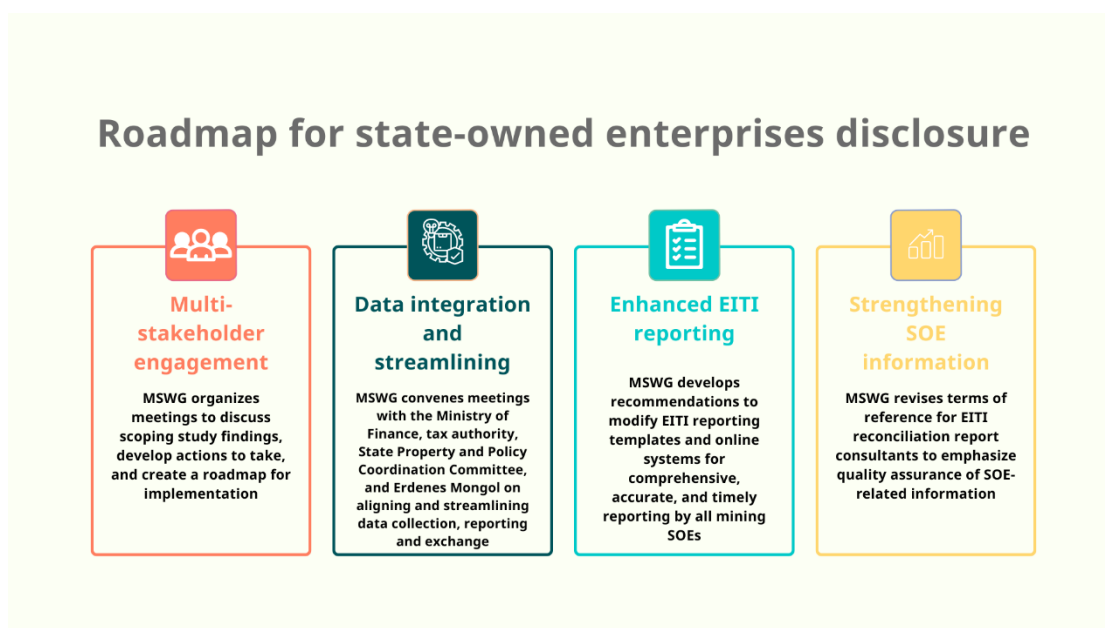 Roadmap for state-owned enterprises disclosure
Multi-
stakeholder
engagement
MSWG organizes
meetings to discuss
scoping study findings,
develop actions to take,
and create a roadmap for
implementation
Data integration
and
streamlining
MSWG convenes meetings
with the Ministry of
Finance, tax authority,
State Property and Policy
Coordination Committee,
and Erdenes Mongol on
aligning and streamlining
data collection, reporting
and exchange
Enhanced EITI
reporting
MSWG develops
recommendations to
modify EITI reporting
templates and online
systems for
comprehensive,
accurate, and timely
reporting by all mining
SOEs
Strengthening
SOE
information
MSWG revises terms of
reference for EITI
reconciliation report
consultants to emphasize
quality assurance of SOE-
related information